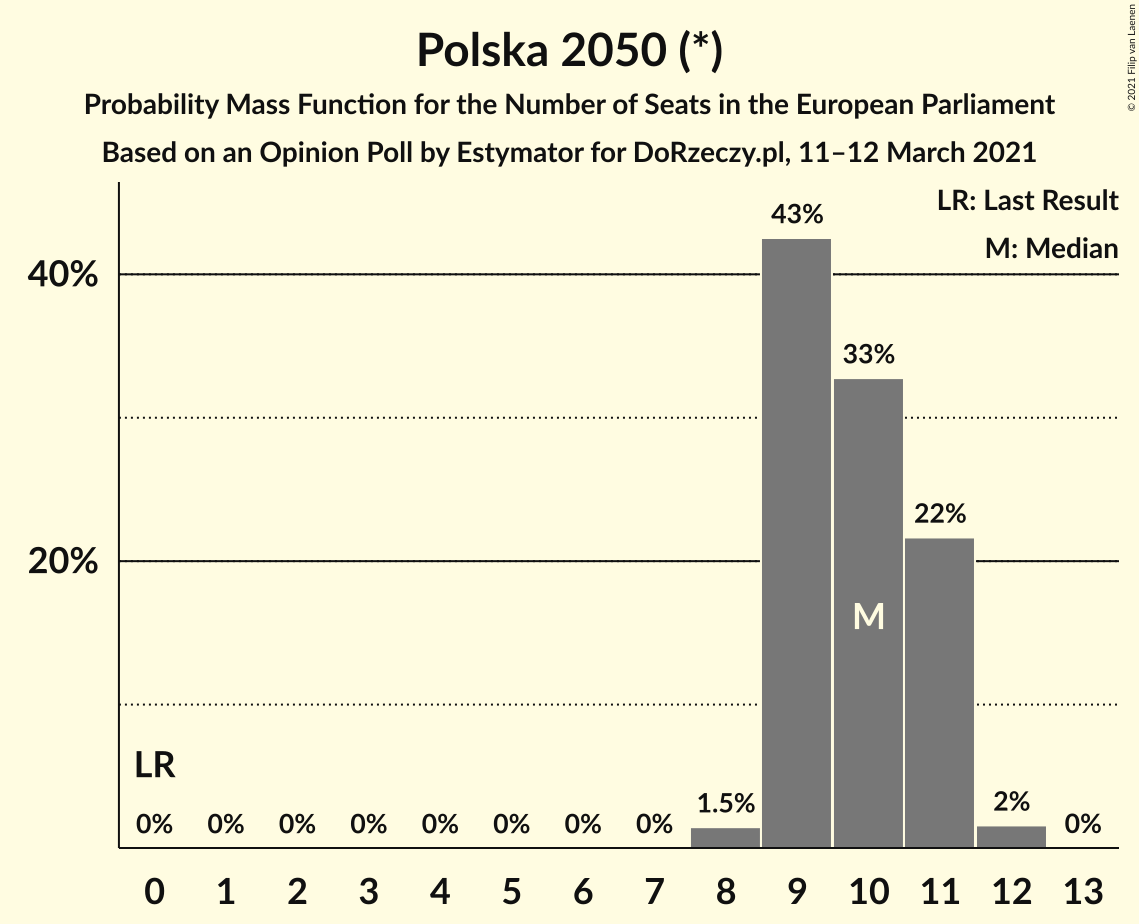 Polska 2050 (*)
Probability Mass Function for the Number of Seats in the European Parliament
Based on an Opinion Poll by Estymator for DoRzeczy.pl, 11–12 March 2021
© 2021 Filip van Laenen
LR: Last Result
M: Median
40%
20%
43%
33%
22%
M
LR
0% 0% 0% 0% 0% 0% 0% 0% 1.5% 2% 0%
0 1 2 3 4 5 6 7 8 9 10 11 12 13